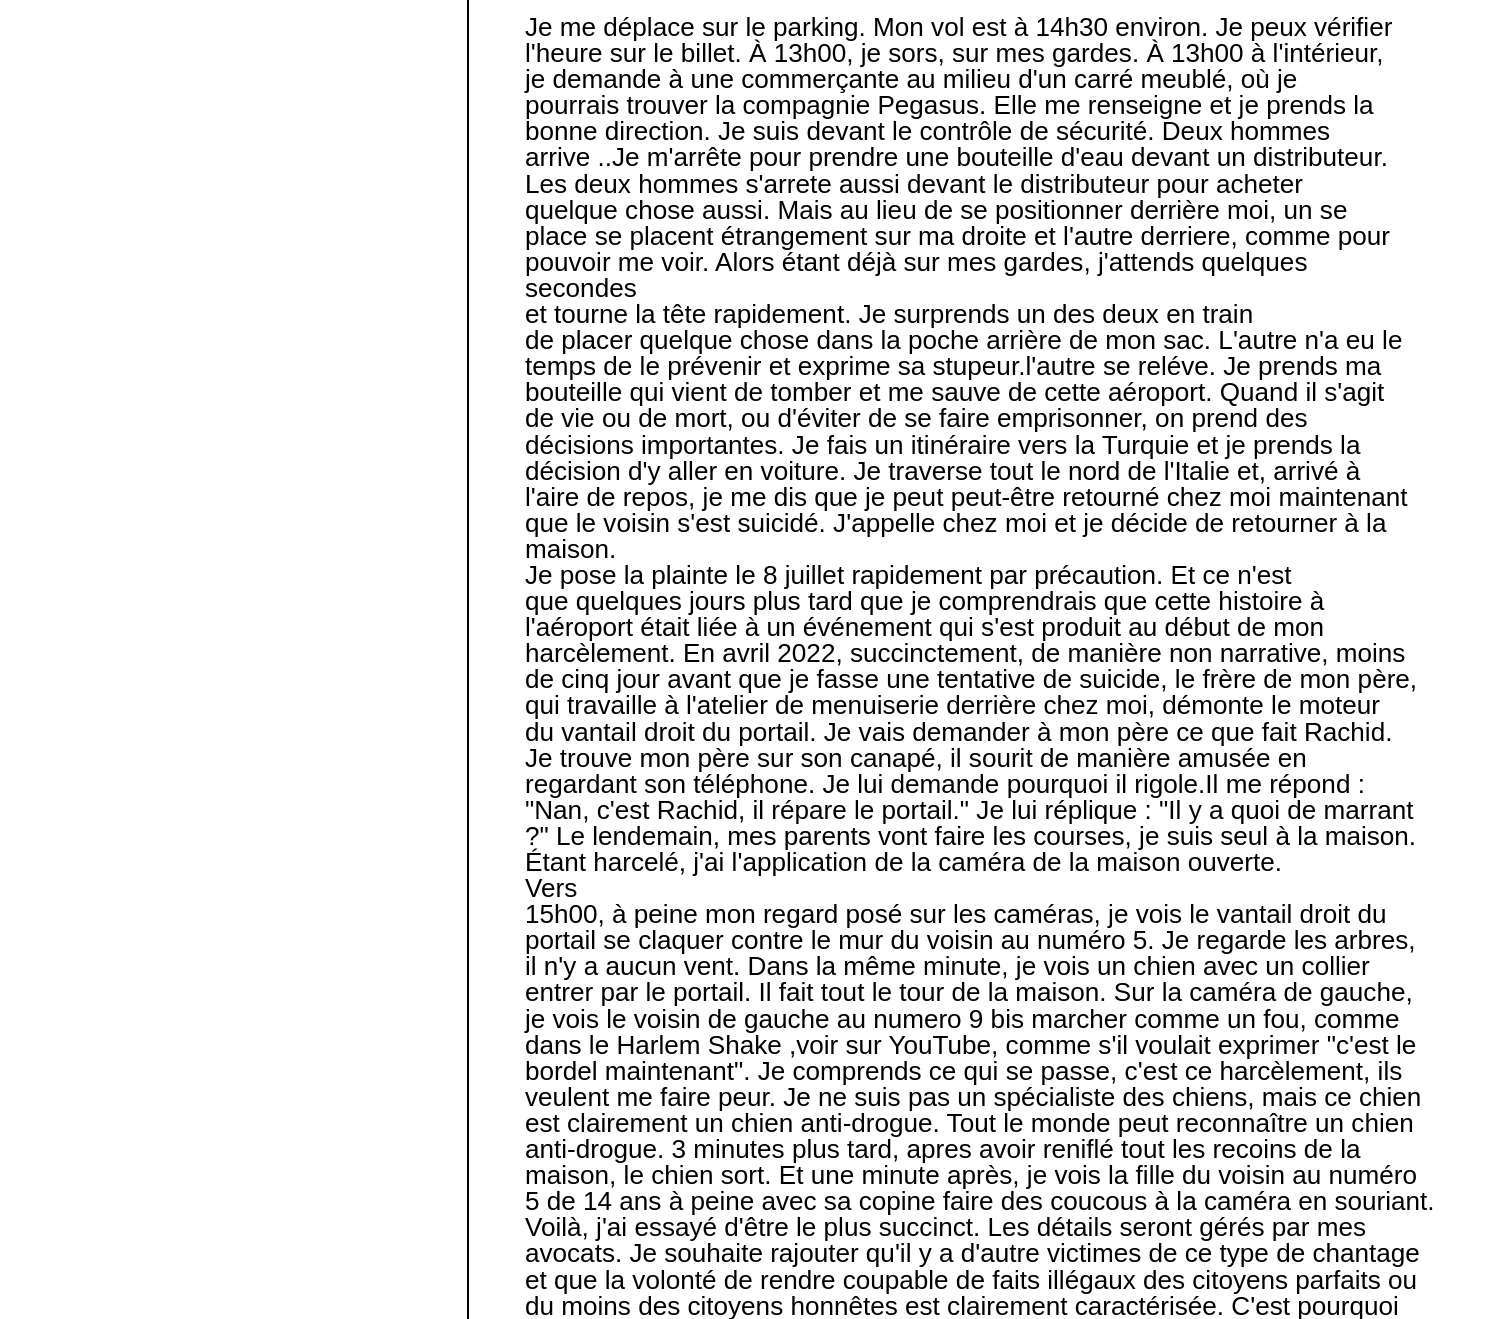 Je me déplace sur le parking. Mon vol est à 14h30 environ. Je peux vérifier
l'heure sur le billet. À 13h00, je sors, sur mes gardes. À 13h00 à l'intérieur,
je demande à une commerçante au milieu d'un carré meublé, où je
pourrais trouver la compagnie Pegasus. Elle me renseigne et je prends la
bonne direction. Je suis devant le contrôle de sécurité. Deux hommes
arrive ..Je m'arrête pour prendre une bouteille d'eau devant un distributeur.
Les deux hommes s'arrete aussi devant le distributeur pour acheter
quelque chose aussi. Mais au lieu de se positionner derrière moi, un se
place se placent étrangement sur ma droite et l'autre derriere, comme pour
pouvoir me voir. Alors étant déjà sur mes gardes, j'attends quelques
secondes
et tourne la tête rapidement. Je surprends un des deux en train
de placer quelque chose dans la poche arrière de mon sac. L'autre n'a eu le
temps de le prévenir et exprime sa stupeur.l'autre se reléve. Je prends ma
bouteille qui vient de tomber et me sauve de cette aéroport. Quand il s'agit
de vie ou de mort, ou d'éviter de se faire emprisonner, on prend des
décisions importantes. Je fais un itinéraire vers la Turquie et je prends la
décision d'y aller en voiture. Je traverse tout le nord de l'Italie et, arrivé à
l'aire de repos, je me dis que je peut peut-être retourné chez moi maintenant
que le voisin s'est suicidé. J'appelle chez moi et je décide de retourner à la
maison.
Je pose la plainte le 8 juillet rapidement par précaution. Et ce n'est
que quelques jours plus tard que je comprendrais que cette histoire à
l'aéroport était liée à un événement qui s'est produit au début de mon
harcèlement. En avril 2022, succinctement, de manière non narrative, moins
de cinq jour avant que je fasse une tentative de suicide, le frère de mon père,
qui travaille à l'atelier de menuiserie derrière chez moi, démonte le moteur
du vantail droit du portail. Je vais demander à mon père ce que fait Rachid.
Je trouve mon père sur son canapé, il sourit de manière amusée en
regardant son téléphone. Je lui demande pourquoi il rigole.Il me répond :
"Nan, c'est Rachid, il répare le portail." Je lui réplique : "Il y a quoi de marrant
?" Le lendemain, mes parents vont faire les courses, je suis seul à la maison.
Étant harcelé, j'ai l'application de la caméra de la maison ouverte.
Vers
15h00, à peine mon regard posé sur les caméras, je vois le vantail droit du
portail se claquer contre le mur du voisin au numéro 5. Je regarde les arbres,
il n'y a aucun vent. Dans la même minute, je vois un chien avec un collier
entrer par le portail. Il fait tout le tour de la maison. Sur la caméra de gauche,
je vois le voisin de gauche au numero 9 bis marcher comme un fou, comme
dans le Harlem Shake ,voir sur YouTube, comme s'il voulait exprimer "c'est le
bordel maintenant". Je comprends ce qui se passe, c'est ce harcèlement, ils
veulent me faire peur. Je ne suis pas un spécialiste des chiens, mais ce chien
est clairement un chien anti-drogue. Tout le monde peut reconnaître un chien
anti-drogue. 3 minutes plus tard, apres avoir reniflé tout les recoins de la
maison, le chien sort. Et une minute après, je vois la fille du voisin au numéro
5 de 14 ans à peine avec sa copine faire des coucous à la caméra en souriant.
Voilà, j'ai essayé d'être le plus succinct. Les détails seront gérés par mes
avocats. Je souhaite rajouter qu'il y a d'autre victimes de ce type de chantage
et que la volonté de rendre coupable de faits illégaux des citoyens parfaits ou
du moins des citoyens honnêtes est clairement caractérisée. C'est pourquoi